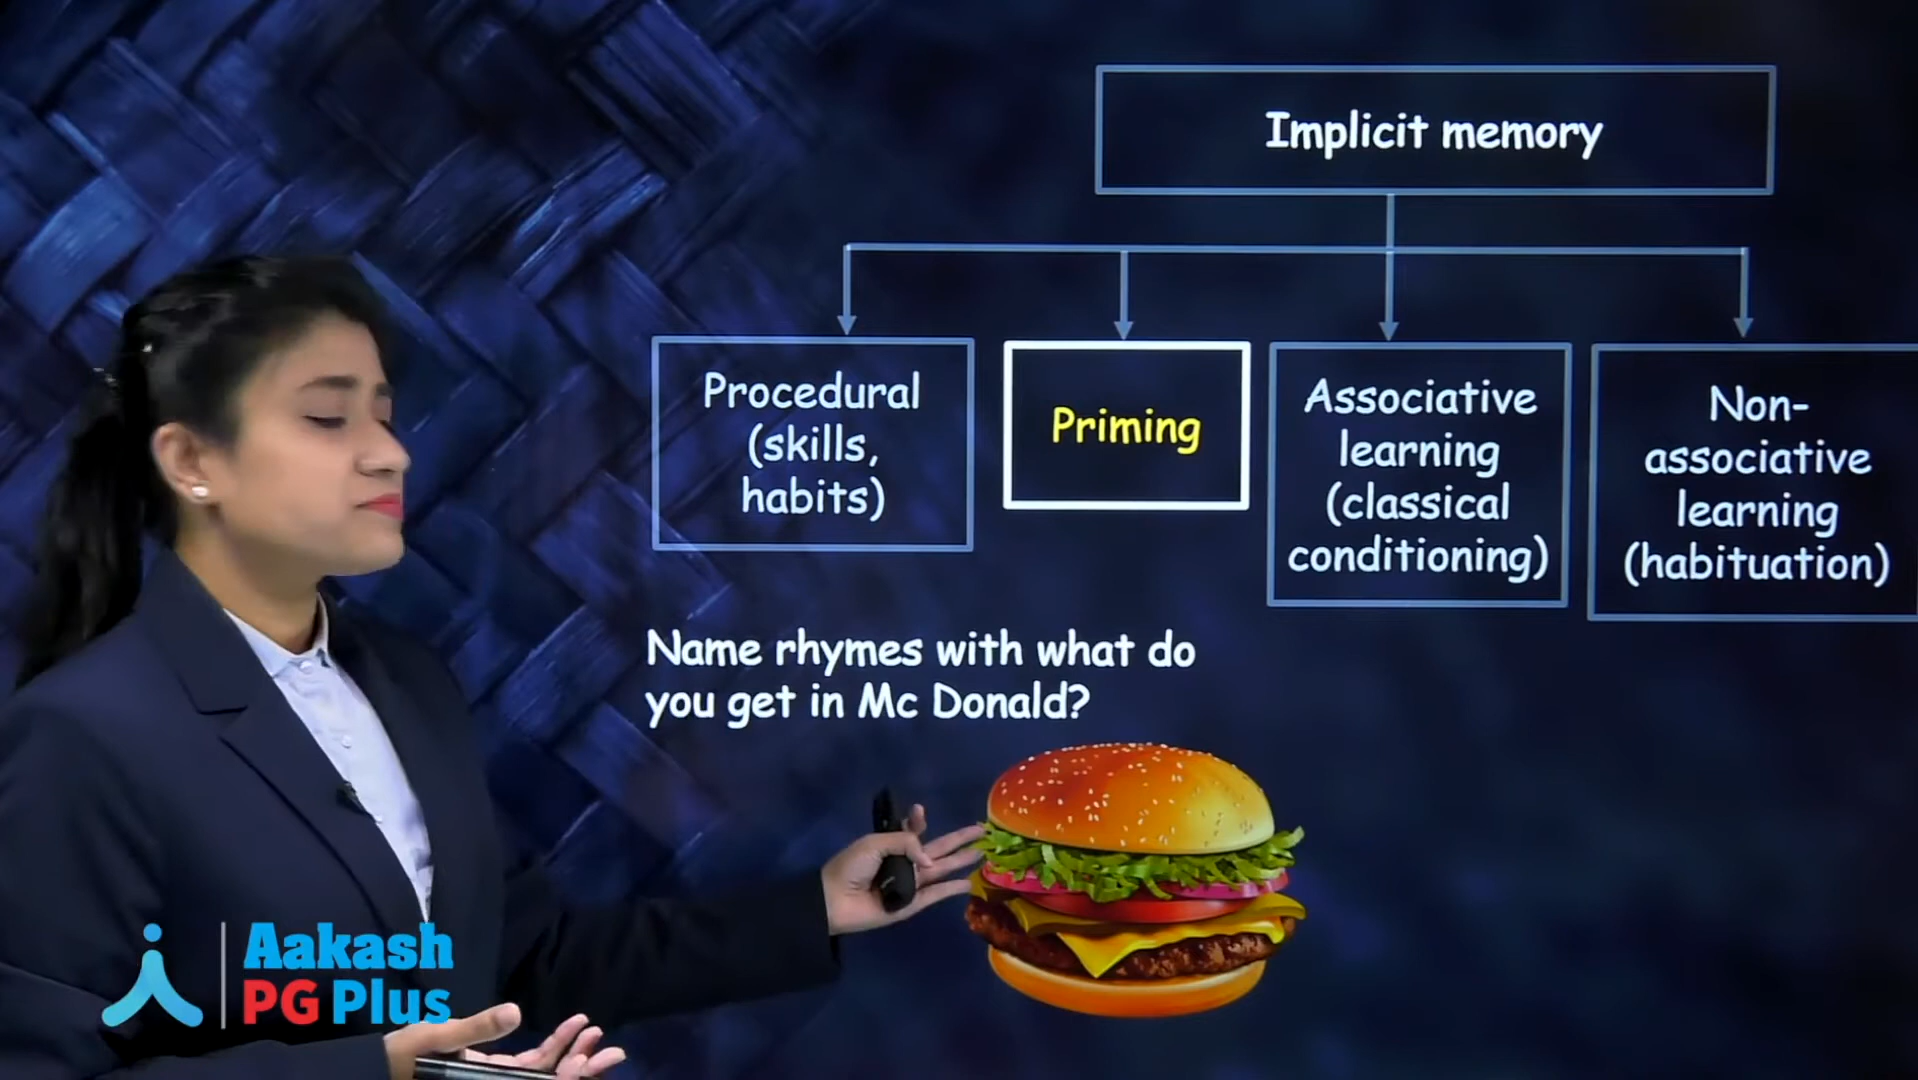 Implicit memory
Procedural
(skills,
habits)
Priming
Associative
learning
(classical
conditioning)
Non-
associative
learning
(habituation)
Name rhymes with what do
you get in Mc Donald?
Aakash
PG Plus